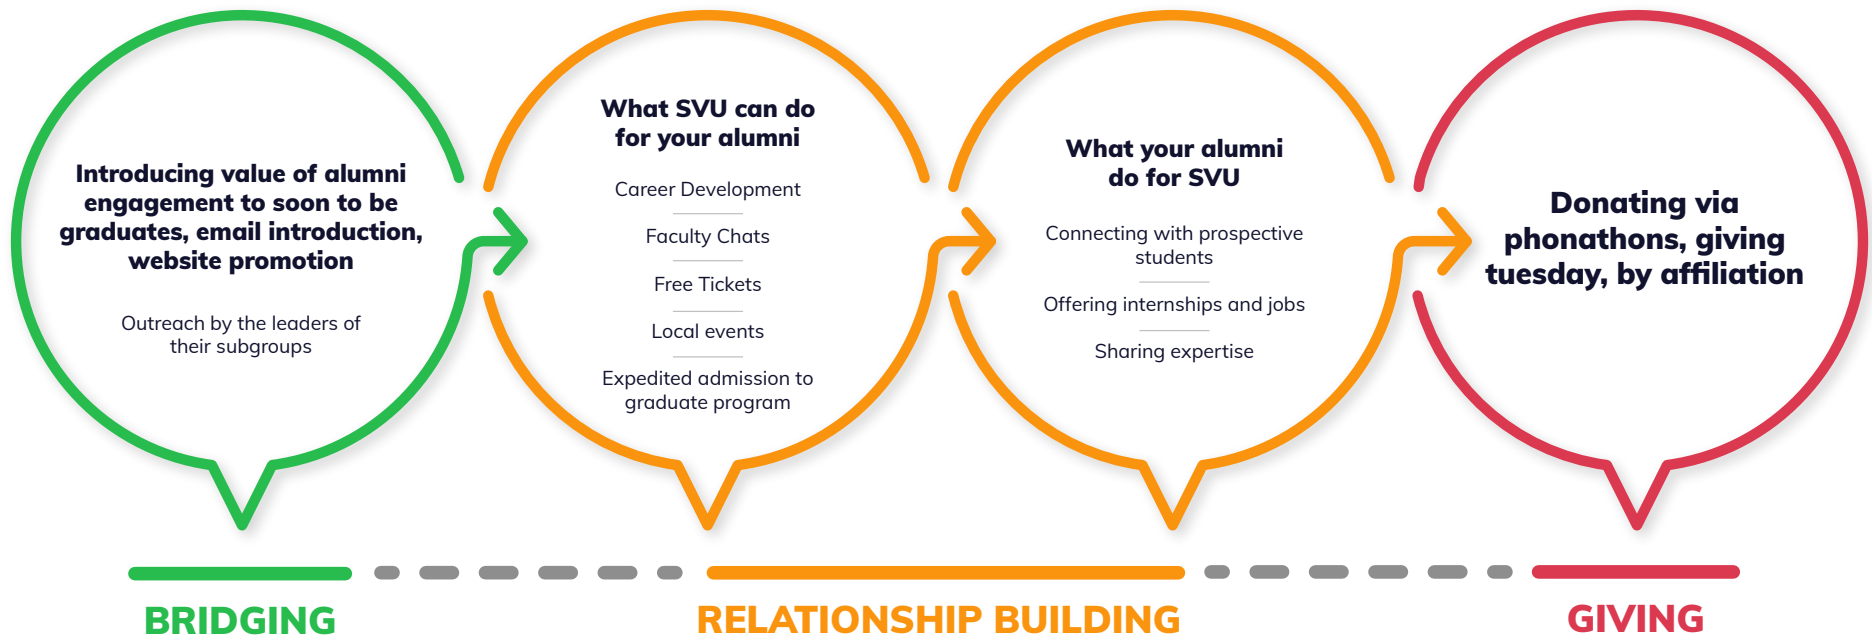 Introducing value of alumni
engagement to soon to be
graduates, email introduction,
website promotion
Outreach by the leaders of
their subgroups
What SVU can do
for your alumni
Career Development
Faculty Chats
Free Tickets
Local events
Expedited admission to
graduate program
What your alumni
do for SVU
Connecting with prospective
students
Offering internships and jobs
Sharing expertise
Donating via
phonathons, giving
tuesday, by affiliation
BRIDGING
RELATIONSHIP BUILDING
GIVING